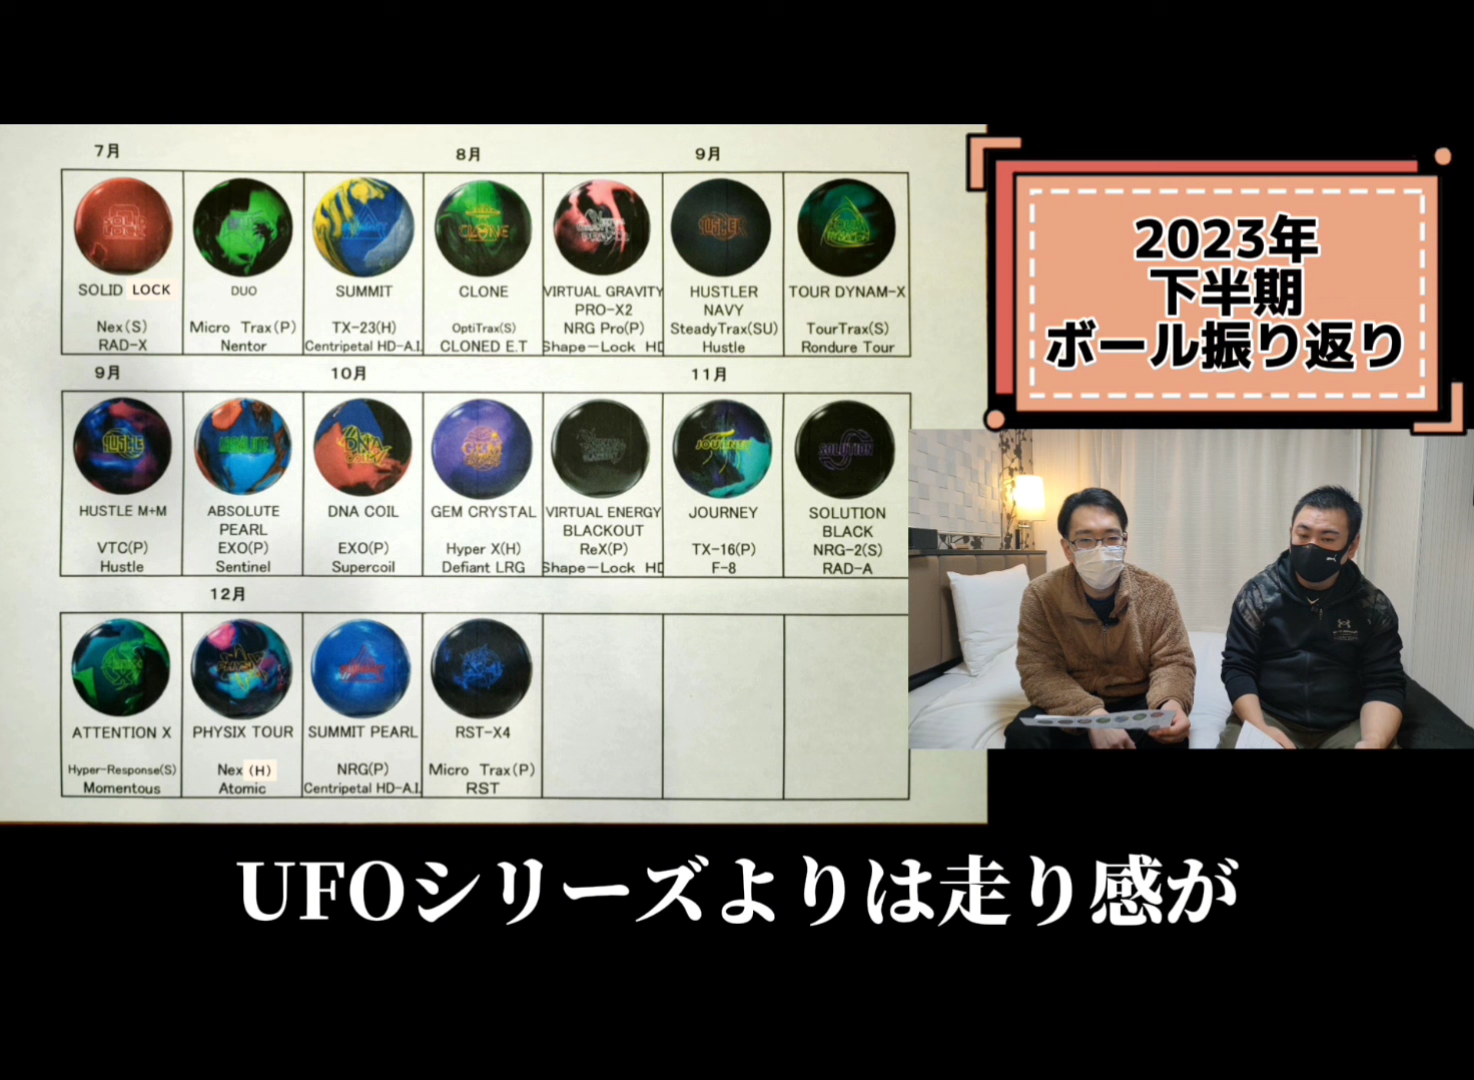 7月
8月
9月
SOLID LOCK
Nex(S)
RAD-X
DUO
Micro Trax(P)
Nentor
SUMMIT
TX-23(H)
Centripetal HD-A.I.
CLONE
OptiTrax(S)
CLONED E.T
VIRTUAL GRAVITY
PRO-X2
NRG Pro(P)
Shape-Lock HD
HUSTLER
NAVY
SteadyTrax(SU)
Hustle
TOUR DYNAM-X
TourTrax(S)
Rondure Tour
9月
10月
11月
HUSTLE M+M
VTC(P)
Hustle
ABSOLUTE
PEARL
EXO(P)
Sentinel
DNA COIL
EXO(P)
Supercoil
GEM CRYSTAL
Hyper X(H)
Defiant LRG
VIRTUAL ENERGY
BLACKOUT
ReX(P)
Shape-Lock HD
JOURNEY
TX-16(P)
F-8
SOLUTION
BLACK
NRG-2(S)
RAD-A
12月
ATTENTION X
Hyper-Response(S)
Momentous
PHYSIX TOUR
Nex (H)
Atomic
SUMMIT PEARL
NRG(P)
Centripetal HD-A.I.
RST-X4
Micro Trax(P)
RST
2023年
下半期
ボール振り返り
UFOシリーズよりは走り感が